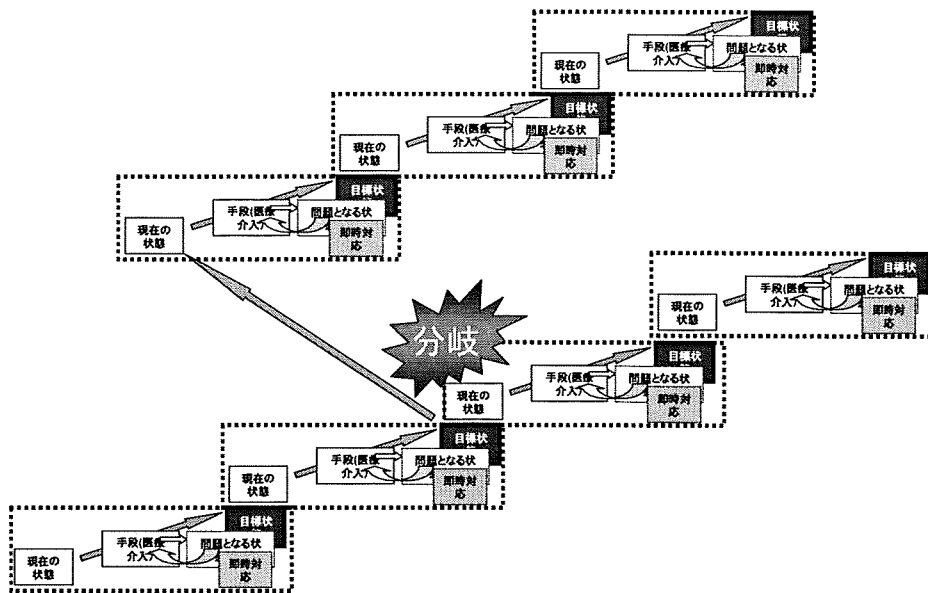 目標状
手段(医療
介入)
問題となる状
現在の
状態
即時対
応
目標状
手段(医療
介入)
問題となる状
現在の
状態
即時対
応
目標状
手段(医療
介入)
問題となる状
現在の
状態
即時対
応
目標状
手段(医療
介入)
問題となる状
現在の
状態
即時対
応
分岐
目標状
手段(医療
介入)
問題となる状
現在の
状態
即時対
応
目標状
手段(医療
介入)
問題となる状
現在の
状態
即時対
応
目標状
手段(医療
介入)
問題となる状
現在の
状態
即時対
応